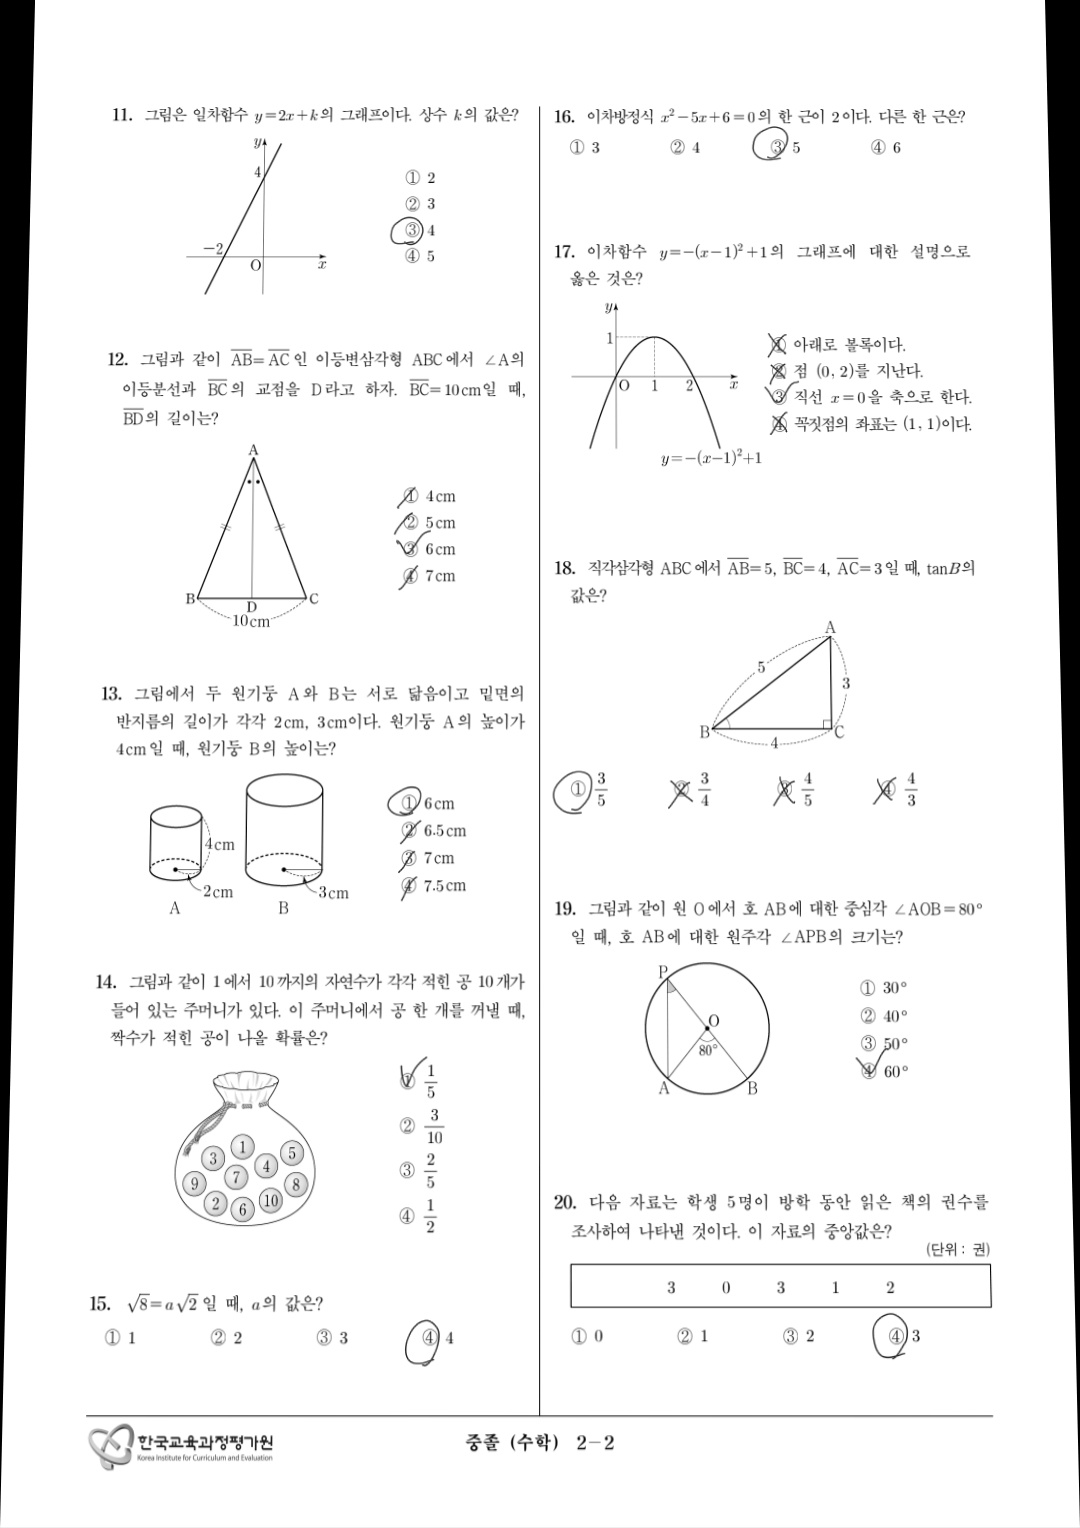 11. 그림은 일차함수 y=2x+k의 그래프이다. 상수 k의 값은?
y
4
-2
O
x
① 2
② 3
③ 4
④ 5
12. 그림과 같이 AB=AC인 이등변삼각형 ABC에서 ∠A의
이등분선과 BC의 교점을 D라고 하자. BC=10cm일 때,
BD의 길이는?
A
B
D
C
10cm
① 4cm
② 5cm
③ 6cm
④ 7cm
13. 그림에서 두 원기둥 A와 B는 서로 닮음이고 밑면의
반지름의 길이가 각각 2cm, 3cm이다. 원기둥 A의 높이가
4cm일 때, 원기둥 B의 높이는?
4cm
2cm
3cm
A
B
① 6cm
② 6.5cm
③ 7cm
④ 7.5cm
14. 그림과 같이 1에서 10까지의 자연수가 각각 적힌 공 10개가
들어 있는 주머니가 있다. 이 주머니에서 공 한 개를 꺼낼 때,
짝수가 적힌 공이 나올 확률은?
3 1 5
9 7 4 8
2 6 10
① 1/5
② 3/10
③ 2/5
④ 1/2
15. √8=a√2일 때, a의 값은?
① 1 ② 2 ③ 3 ④ 4
16. 이차방정식 x²-5x+6=0의 한 근이 2이다. 다른 한 근은?
① 3 ② 4 ③ 5 ④ 6
17. 이차함수 y=-(x-1)²+1의 그래프에 대한 설명으로
옳은 것은?
y
1
O 1 2 x
y=-(x-1)²+1
① 아래로 볼록이다.
② 점 (0, 2)를 지난다.
③ 직선 x=0을 축으로 한다.
④ 꼭짓점의 좌표는 (1, 1)이다.
18. 직각삼각형 ABC에서 AB=5, BC=4, AC=3일 때, tanB의
값은?
A
5
3
B
4
C
① 3/5 ② 3/4 ③ 4/5 ④ 4/3
19. 그림과 같이 원 O에서 호 AB에 대한 중심각 ∠AOB=80°
일 때, 호 AB에 대한 원주각 ∠APB의 크기는?
P
O
80°
A
B
① 30°
② 40°
③ 50°
④ 60°
20. 다음 자료는 학생 5명이 방학 동안 읽은 책의 권수를
조사하여 나타낸 것이다. 이 자료의 중앙값은?
(단위 : 권)
3 0 3 1 2
① 0 ② 1 ③ 2 ④ 3
한국교육과정평가원
Korea Institute for Curriculum and Evaluation
중졸 (수학) 2-2